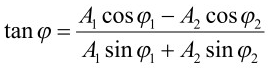 tan φ = (A₁ cos φ₁ − A₂ cos φ₂) / (A₁ sin φ₁ + A₂ sin φ₂)